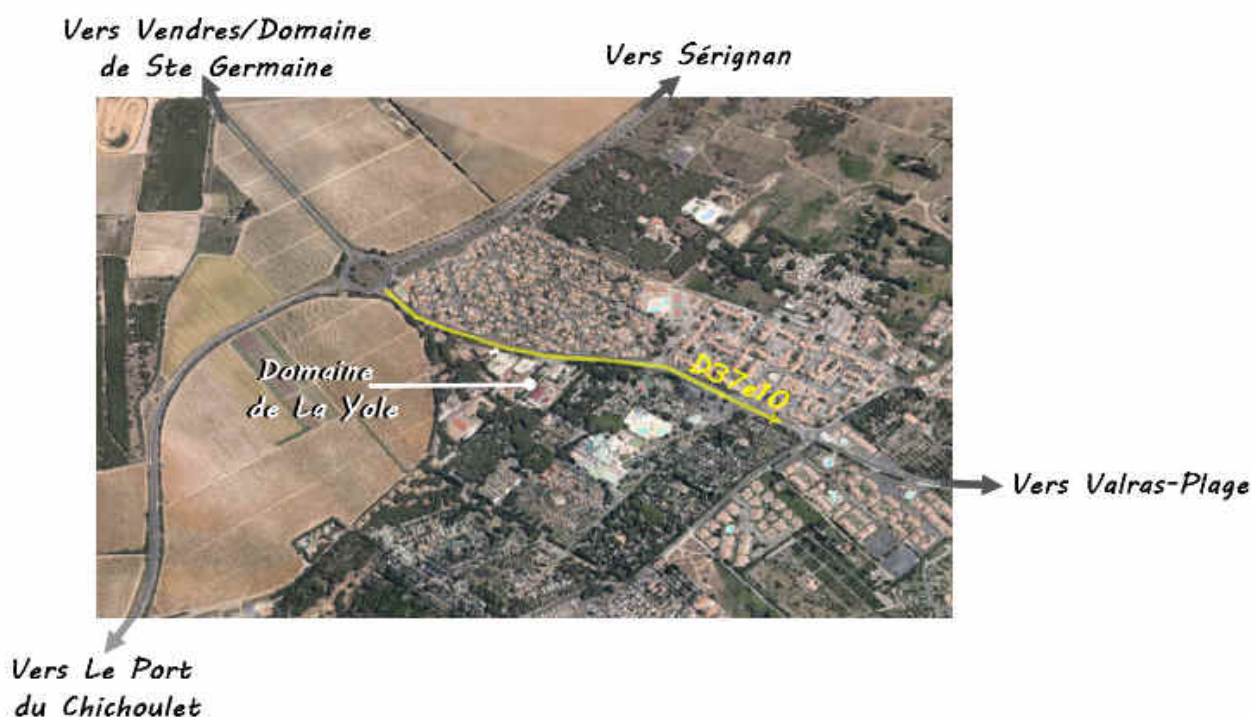 Vers Vendres/Domaine
de Ste Germaine
Vers Sérignan
Domaine
de La Yole
D37e10
Vers Valras-Plage
Vers Le Port
du Chichoulet